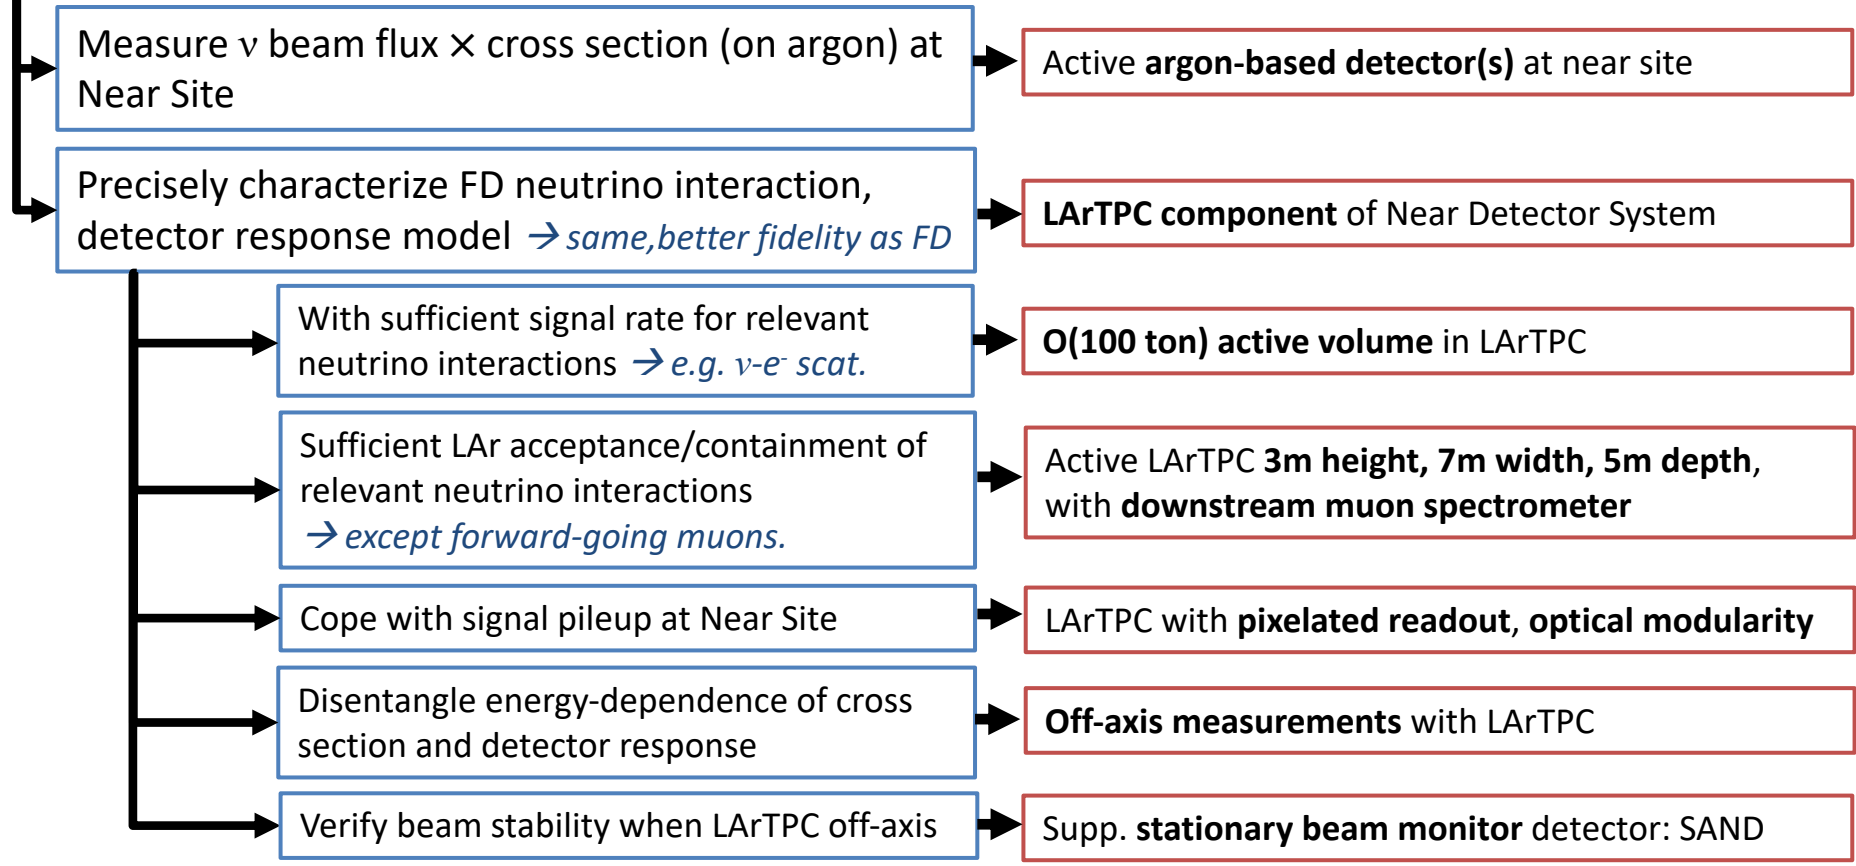 Measure ν beam flux × cross section (on argon) at
Near Site
Active argon-based detector(s) at near site
Precisely characterize FD neutrino interaction,
detector response model → same,better fidelity as FD
LArTPC component of Near Detector System
With sufficient signal rate for relevant
neutrino interactions → e.g. ν-e⁻ scat.
O(100 ton) active volume in LArTPC
Sufficient LAr acceptance/containment of
relevant neutrino interactions
→ except forward-going muons.
Active LArTPC 3m height, 7m width, 5m depth,
with downstream muon spectrometer
Cope with signal pileup at Near Site
LArTPC with pixelated readout, optical modularity
Disentangle energy-dependence of cross
section and detector response
Off-axis measurements with LArTPC
Verify beam stability when LArTPC off-axis
Supp. stationary beam monitor detector: SAND